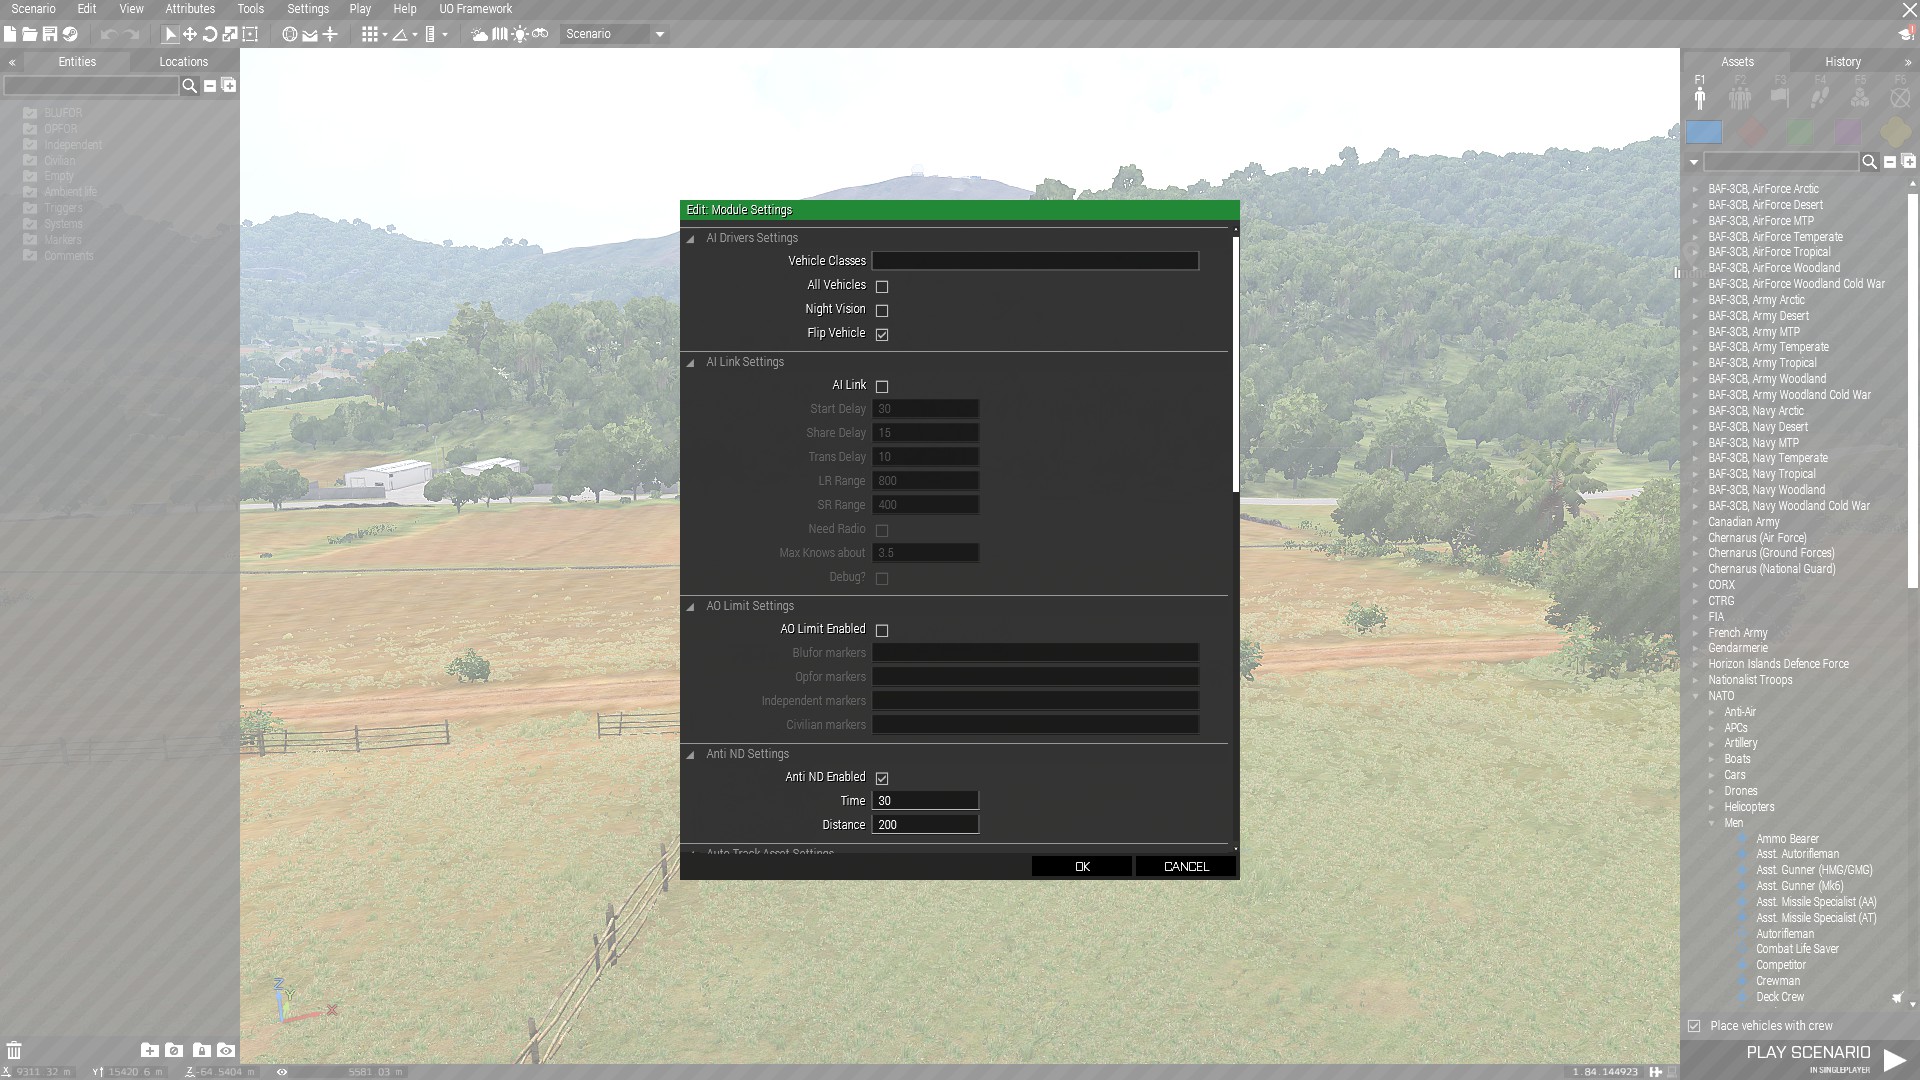 Scenario Edit View Attributes Tools Settings Play Help UO Framework
Scenario
Entities Locations
BLUFOR
OPFOR
Independent
Civilian
Empty
Ambient life
Triggers
Systems
Markers
Comments
Edit: Module Settings
AI Drivers Settings
Vehicle Classes
All Vehicles
Night Vision
Flip Vehicle
AI Link Settings
AI Link
Start Delay 30
Share Delay 15
Trans Delay 10
LR Range 800
SR Range 400
Need Radio
Max Knows about 3.5
Debug?
AO Limit Settings
AO Limit Enabled
Blufor markers
Opfor markers
Independent markers
Civilian markers
Anti ND Settings
Anti ND Enabled
Time 30
Distance 200
Auto Track Asset Settings
OK CANCEL
Assets History
F1 F2 F3 F4 F5 F6
BAF-3CB, AirForce Arctic
BAF-3CB, AirForce Desert
BAF-3CB, AirForce MTP
BAF-3CB, AirForce Temperate
BAF-3CB, AirForce Tropical
BAF-3CB, AirForce Woodland
BAF-3CB, AirForce Woodland Cold War
BAF-3CB, Army Arctic
BAF-3CB, Army Desert
BAF-3CB, Army MTP
BAF-3CB, Army Temperate
BAF-3CB, Army Tropical
BAF-3CB, Army Woodland
BAF-3CB, Army Woodland Cold War
BAF-3CB, Navy Arctic
BAF-3CB, Navy Desert
BAF-3CB, Navy MTP
BAF-3CB, Navy Temperate
BAF-3CB, Navy Tropical
BAF-3CB, Navy Woodland
BAF-3CB, Navy Woodland Cold War
Canadian Army
Chernarus (Air Force)
Chernarus (Ground Forces)
Chernarus (National Guard)
CORX
CTRG
FIA
French Army
Gendarmerie
Horizon Islands Defence Force
Nationalist Troops
NATO
Anti-Air
APCs
Artillery
Boats
Cars
Drones
Helicopters
Men
Ammo Bearer
Asst. Autorifleman
Asst. Gunner (HMG/GMG)
Asst. Gunner (Mk6)
Asst. Missile Specialist (AA)
Asst. Missile Specialist (AT)
Autorifleman
Combat Life Saver
Competitor
Crewman
Deck Crew
Place vehicles with crew
PLAY SCENARIO
IN SINGLEPLAYER
Z
Y
X
X 9311.32 m Y 15420.6 m Z -64.5404 m 5581.03 m 1.84.144923